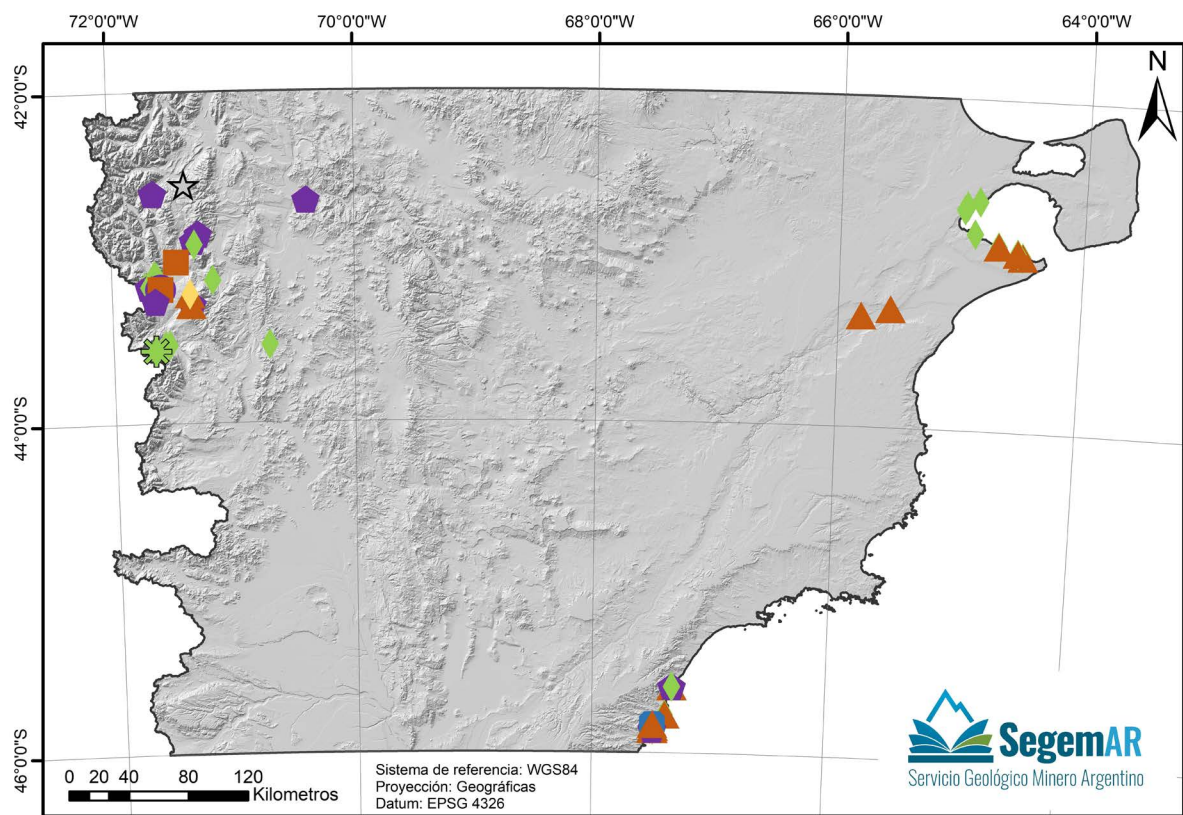 72°0'0"W 70°0'0"W 68°0'0"W 66°0'0"W 64°0'0"W
N
42°0'0"S
44°0'0"S
46°0'0"S
0 20 40 80 120
Kilometros
Sistema de referencia: WGS84
Proyección: Geográficas
Datum: EPSG 4326
SegemAR
Servicio Geológico Minero Argentino